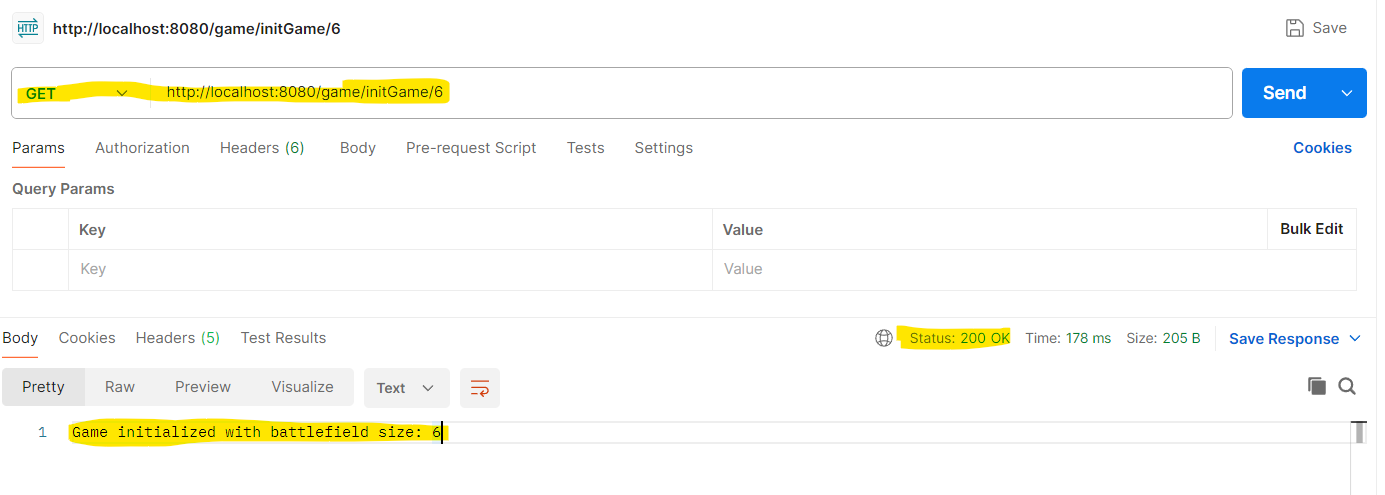 HTTP http://localhost:8080/game/initGame/6 Save
GET http://localhost:8080/game/initGame/6 Send
Params Authorization Headers (6) Body Pre-request Script Tests Settings Cookies
Query Params
Key Value Bulk Edit
Key Value
Body Cookies Headers (5) Test Results Status: 200 OK Time: 178 ms Size: 205 B Save Response
Pretty Raw Preview Visualize Text
1 Game initialized with battlefield size: 6